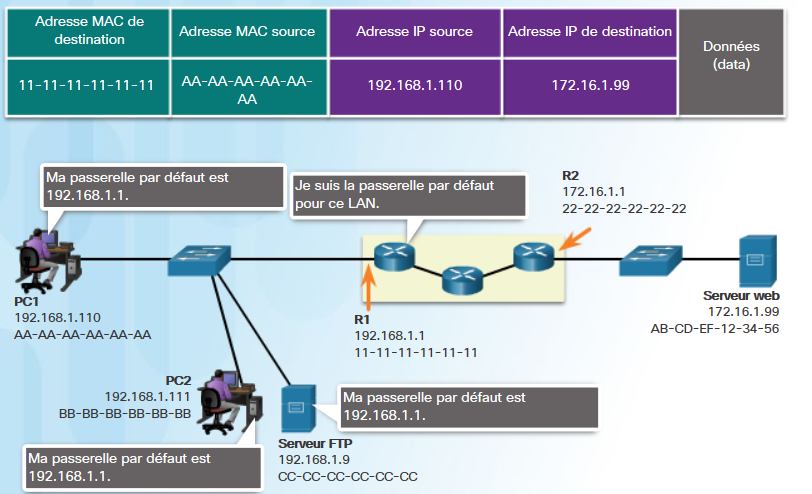 Adresse MAC de
destination
Adresse MAC source
Adresse IP source
Adresse IP de destination
Données
(data)
11-11-11-11-11-11
AA-AA-AA-AA-AA-
AA
192.168.1.110
172.16.1.99
Ma passerelle par défaut est
192.168.1.1.
Je suis la passerelle par défaut
pour ce LAN.
R2
172.16.1.1
22-22-22-22-22-22
PC1
192.168.1.110
AA-AA-AA-AA-AA-AA
R1
192.168.1.1
11-11-11-11-11-11
Serveur web
172.16.1.99
AB-CD-EF-12-34-56
PC2
192.168.1.111
BB-BB-BB-BB-BB-BB
Ma passerelle par défaut est
192.168.1.1.
Serveur FTP
192.168.1.9
CC-CC-CC-CC-CC-CC
Ma passerelle par défaut est
192.168.1.1.